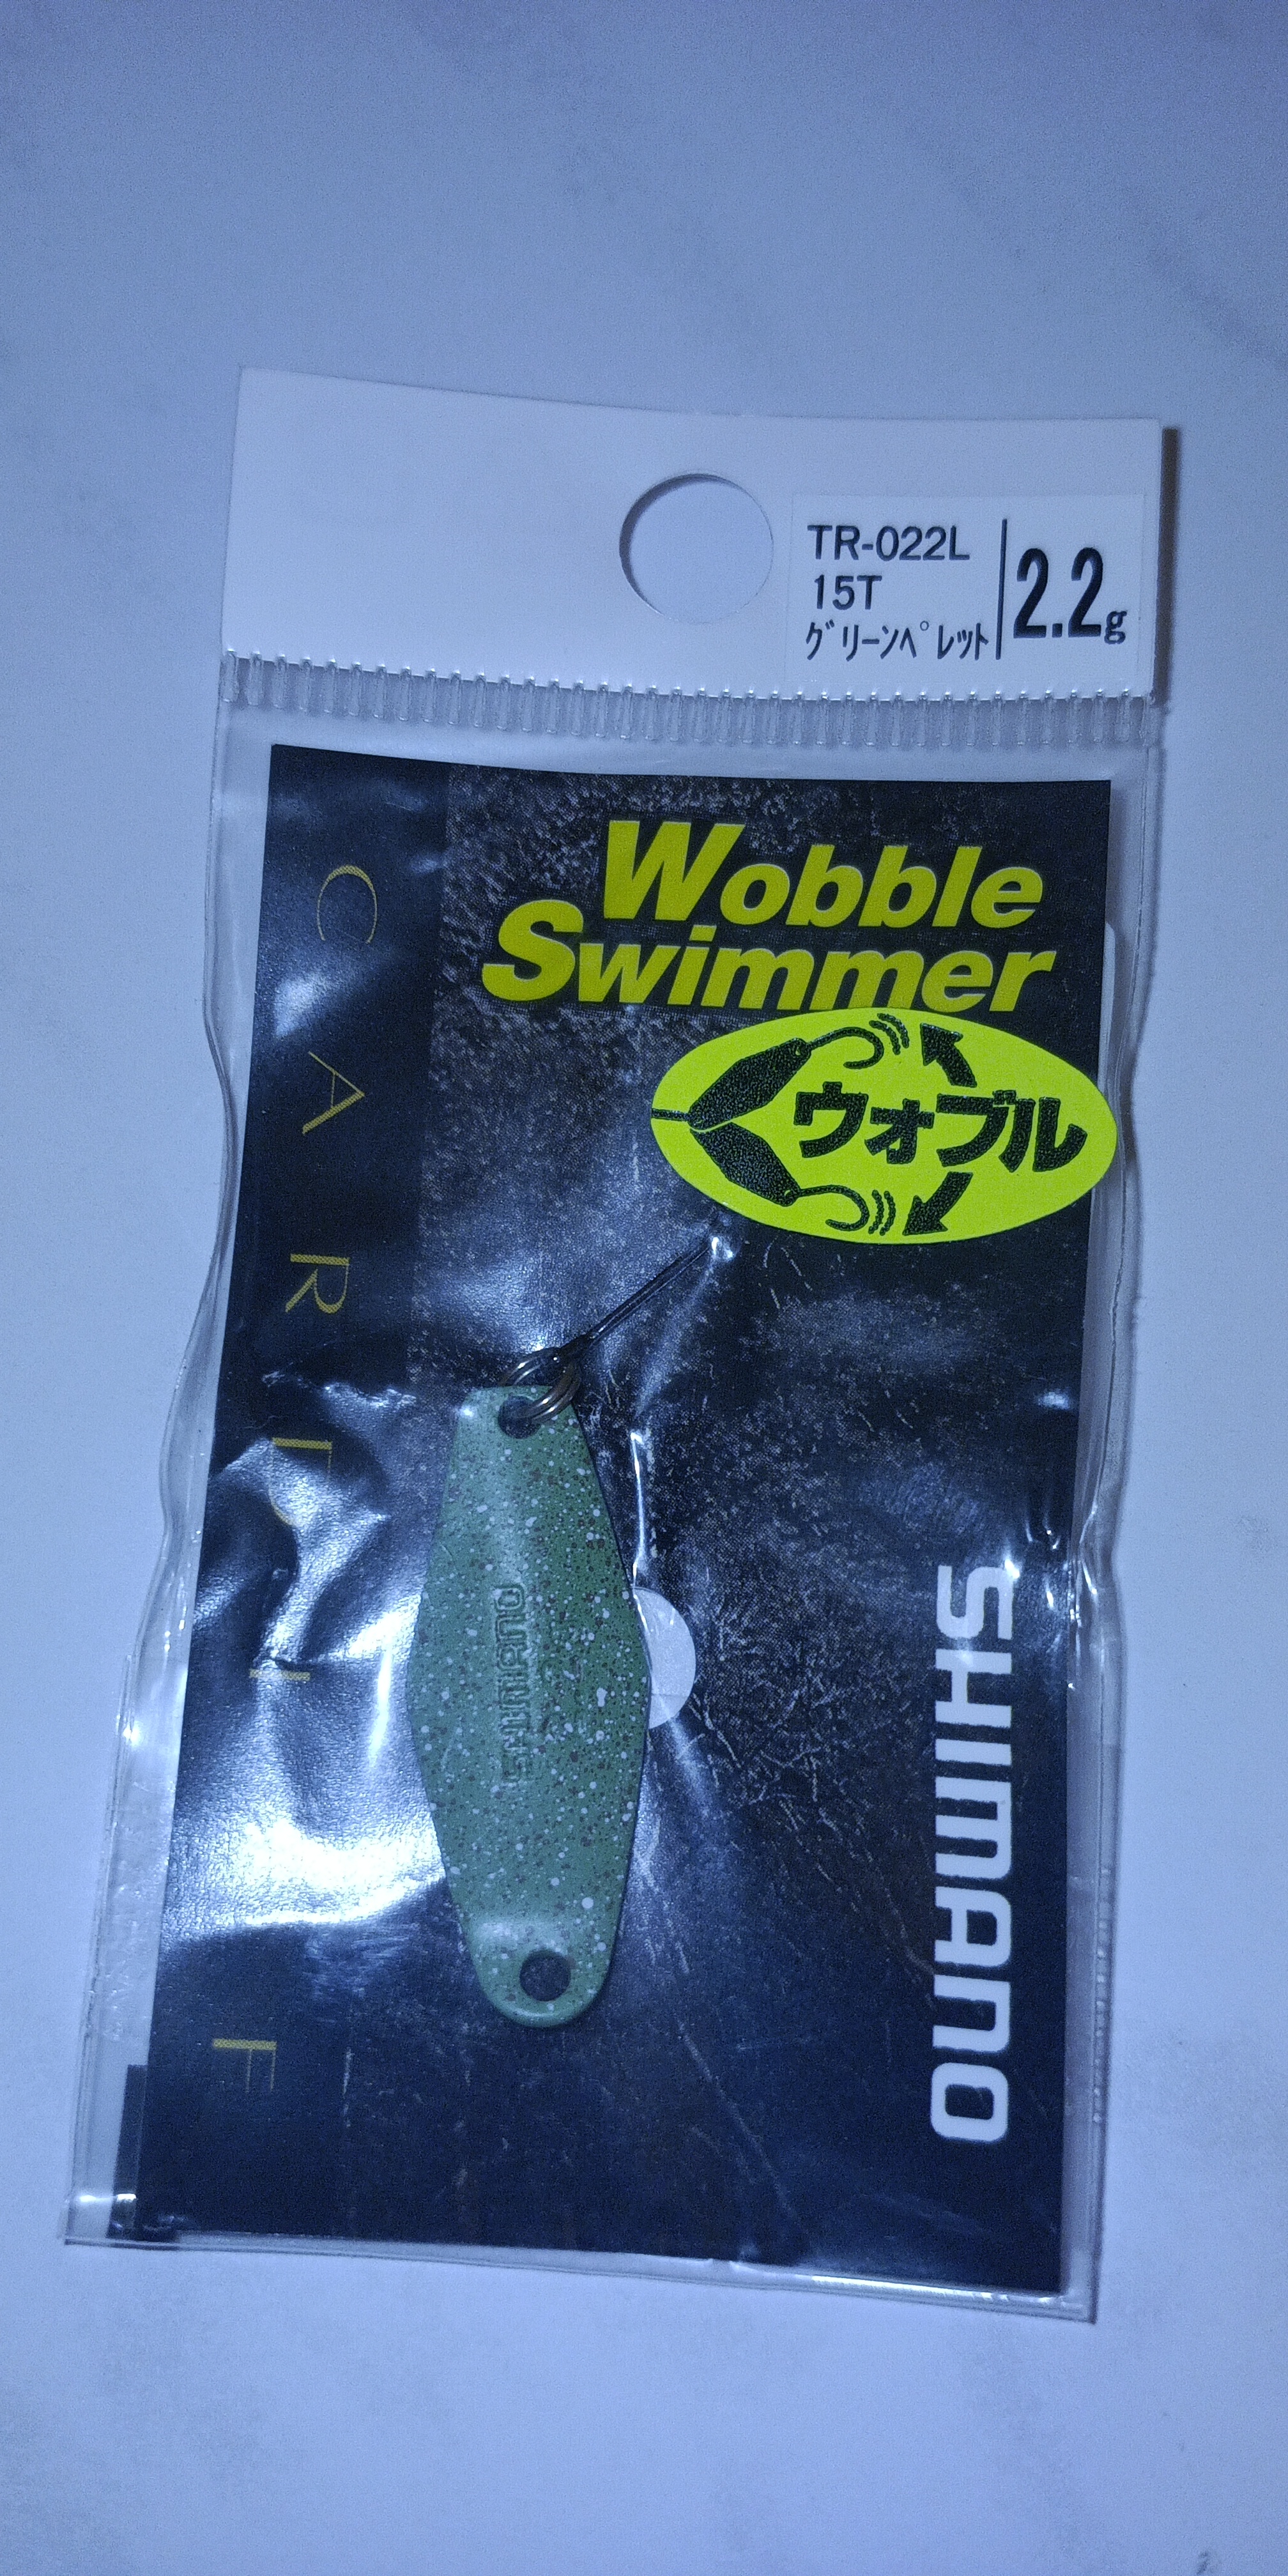 TR-022L
15T
グリーンペレット
2.2g
Wobble
Swimmer
ウォブル
CARDIFF
SHIMANO
SHIMANO